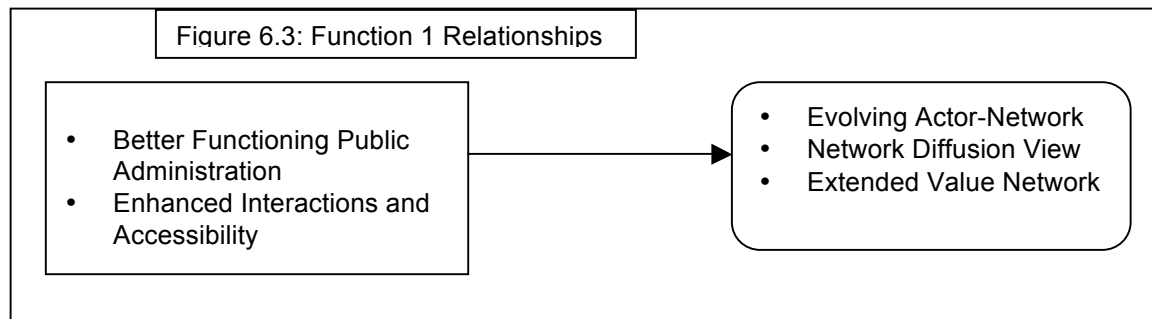 Figure 6.3: Function 1 Relationships
• Better Functioning Public
Administration
• Enhanced Interactions and
Accessibility
• Evolving Actor-Network
• Network Diffusion View
• Extended Value Network